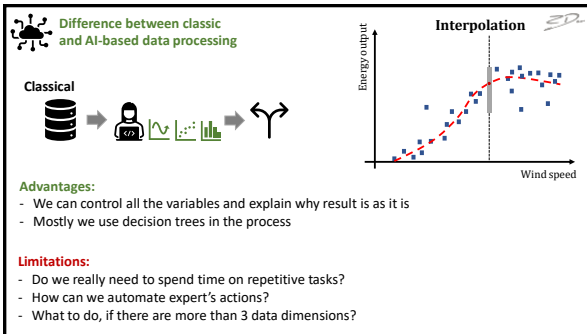 Difference between classic
and AI-based data processing
Interpolation
Energy output
Classical
Wind speed
Advantages:
- We can control all the variables and explain why result is as it is
- Mostly we use decision trees in the process
Limitations:
- Do we really need to spend time on repetitive tasks?
- How can we automate expert's actions?
- What to do, if there are more than 3 data dimensions?